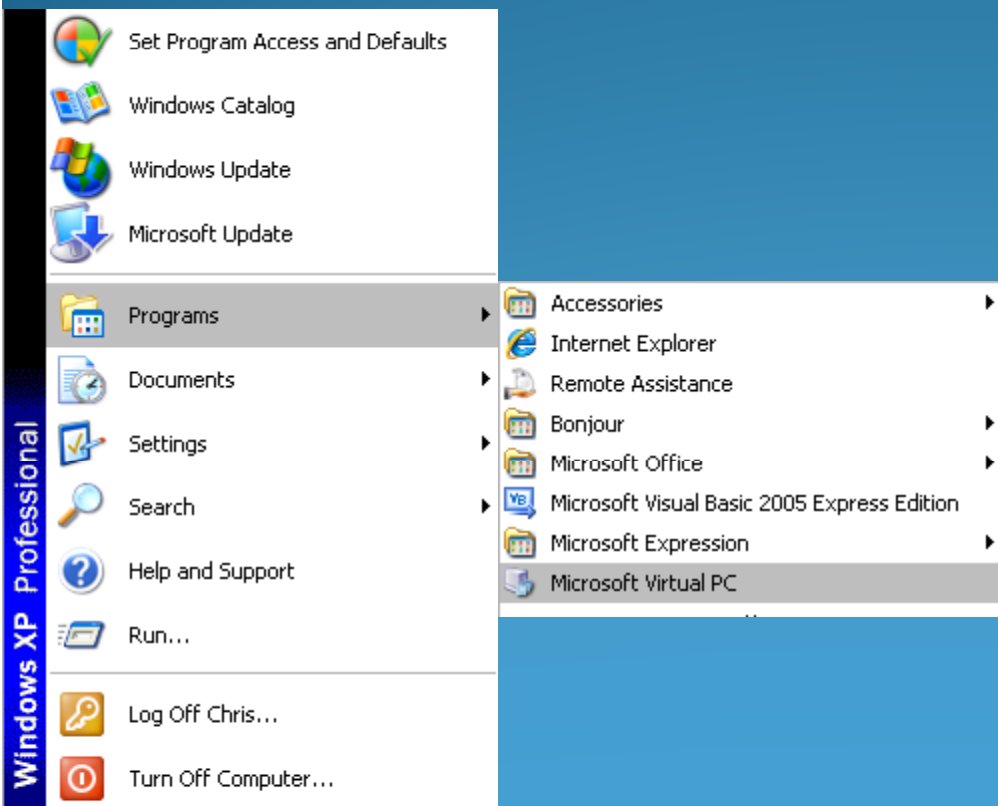 Set Program Access and Defaults
Windows Catalog
Windows Update
Microsoft Update
Programs
Documents
Settings
Search
Help and Support
Run...
Log Off Chris...
Turn Off Computer...
Windows XP Professional
Accessories
Internet Explorer
Remote Assistance
Bonjour
Microsoft Office
VB
Microsoft Visual Basic 2005 Express Edition
Microsoft Expression
Microsoft Virtual PC